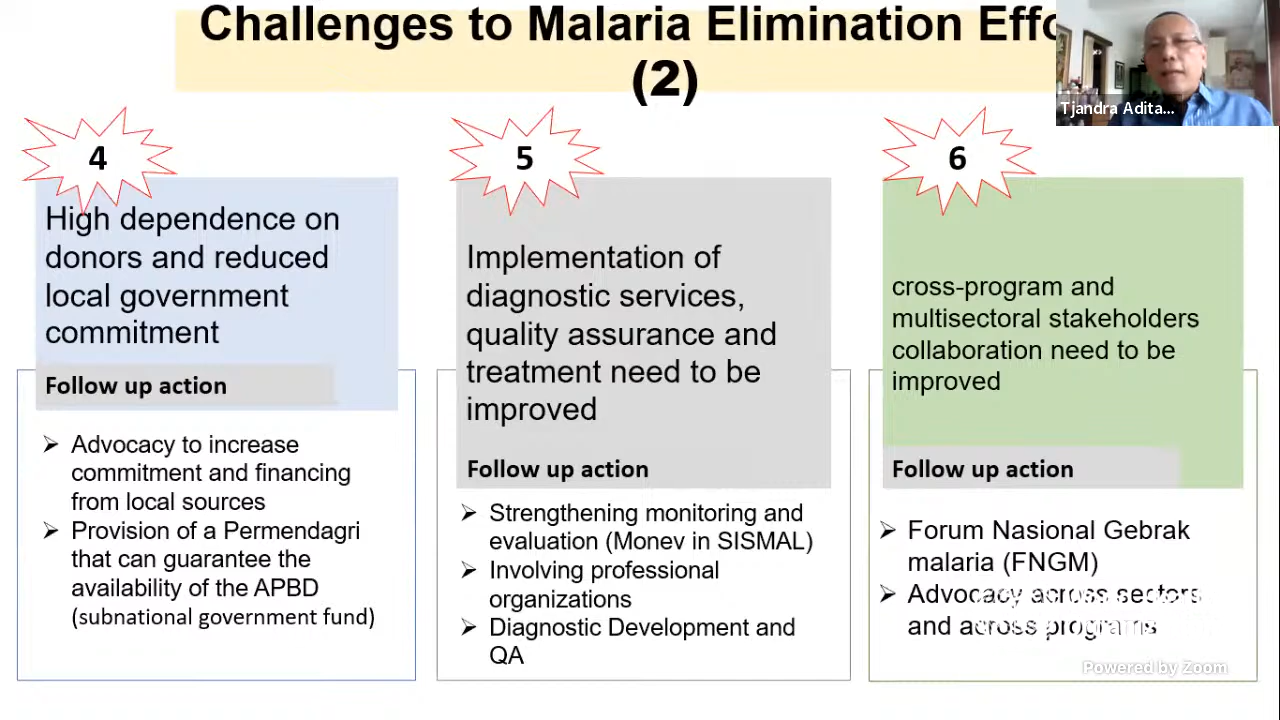 Challenges to Malaria Elimination Effo
(2)
Tjandra Adita...
4
High dependence on
donors and reduced
local government
commitment
Follow up action
➢ Advocacy to increase
commitment and financing
from local sources
➢ Provision of a Permendagri
that can guarantee the
availability of the APBD
(subnational government fund)
5
Implementation of
diagnostic services,
quality assurance and
treatment need to be
improved
Follow up action
➢ Strengthening monitoring and
evaluation (Monev in SISMAL)
➢ Involving professional
organizations
➢ Diagnostic Development and
QA
6
cross-program and
multisectoral stakeholders
collaboration need to be
improved
Follow up action
➢ Forum Nasional Gebrak
malaria (FNGM)
➢ Advocacy across sectors
and across programs
Powered by Zoom